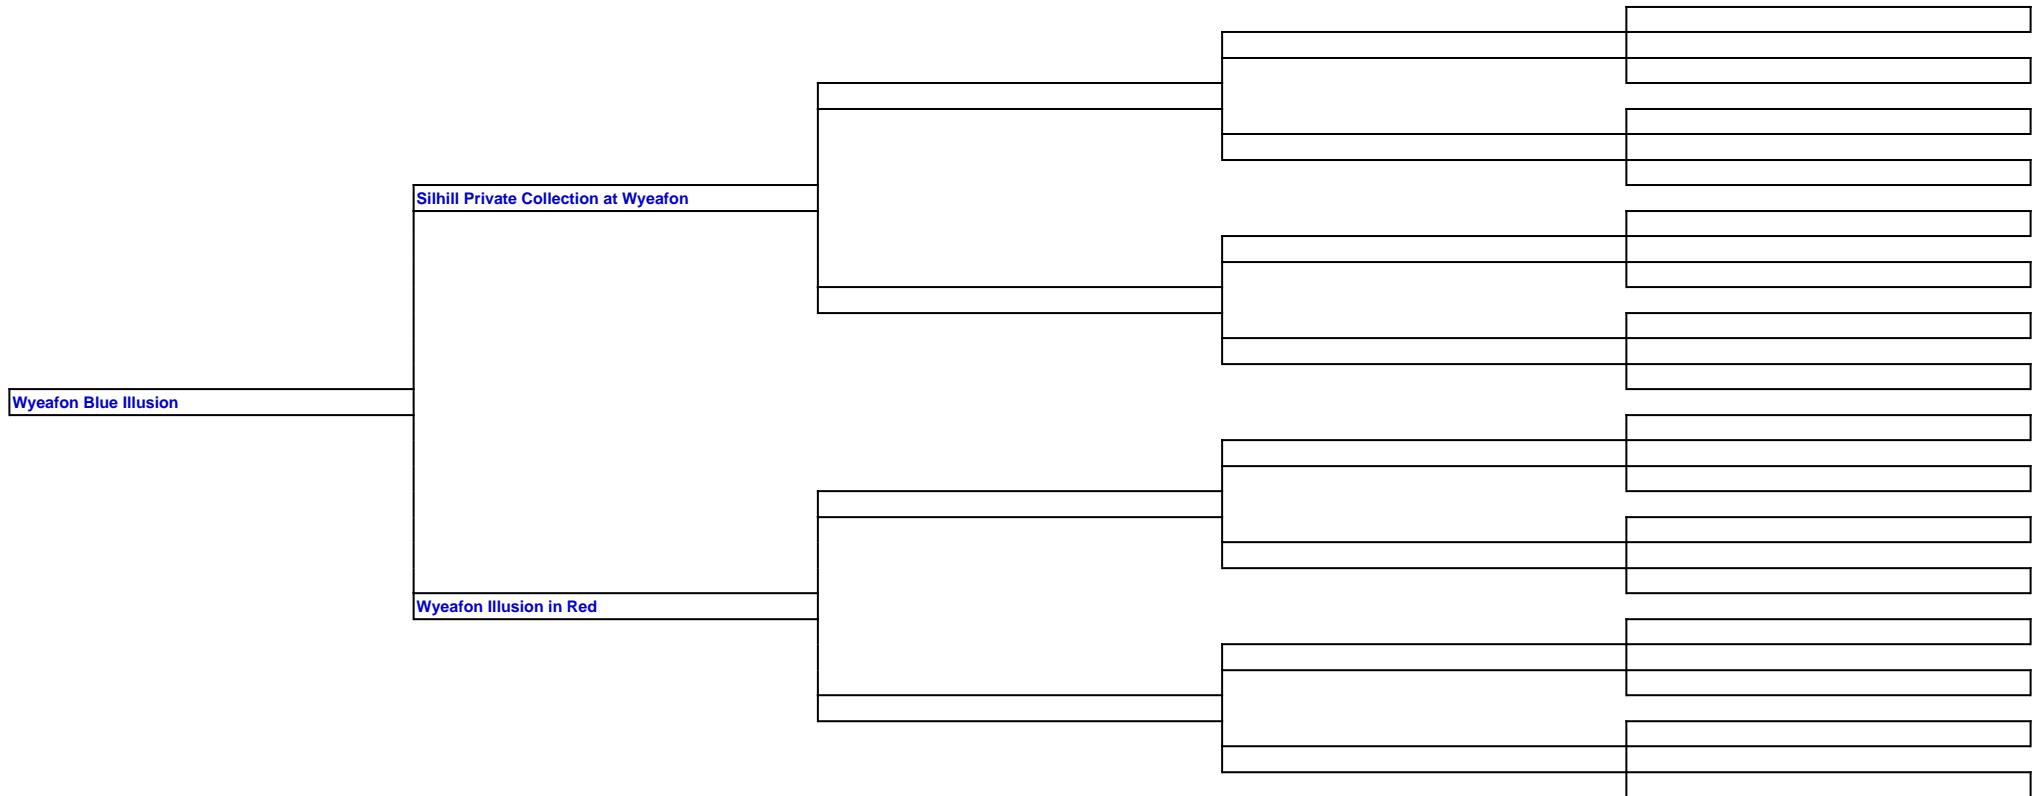 Silhill Private Collection at Wyeafon
Wyeafon Blue Illusion
Wyeafon Illusion in Red